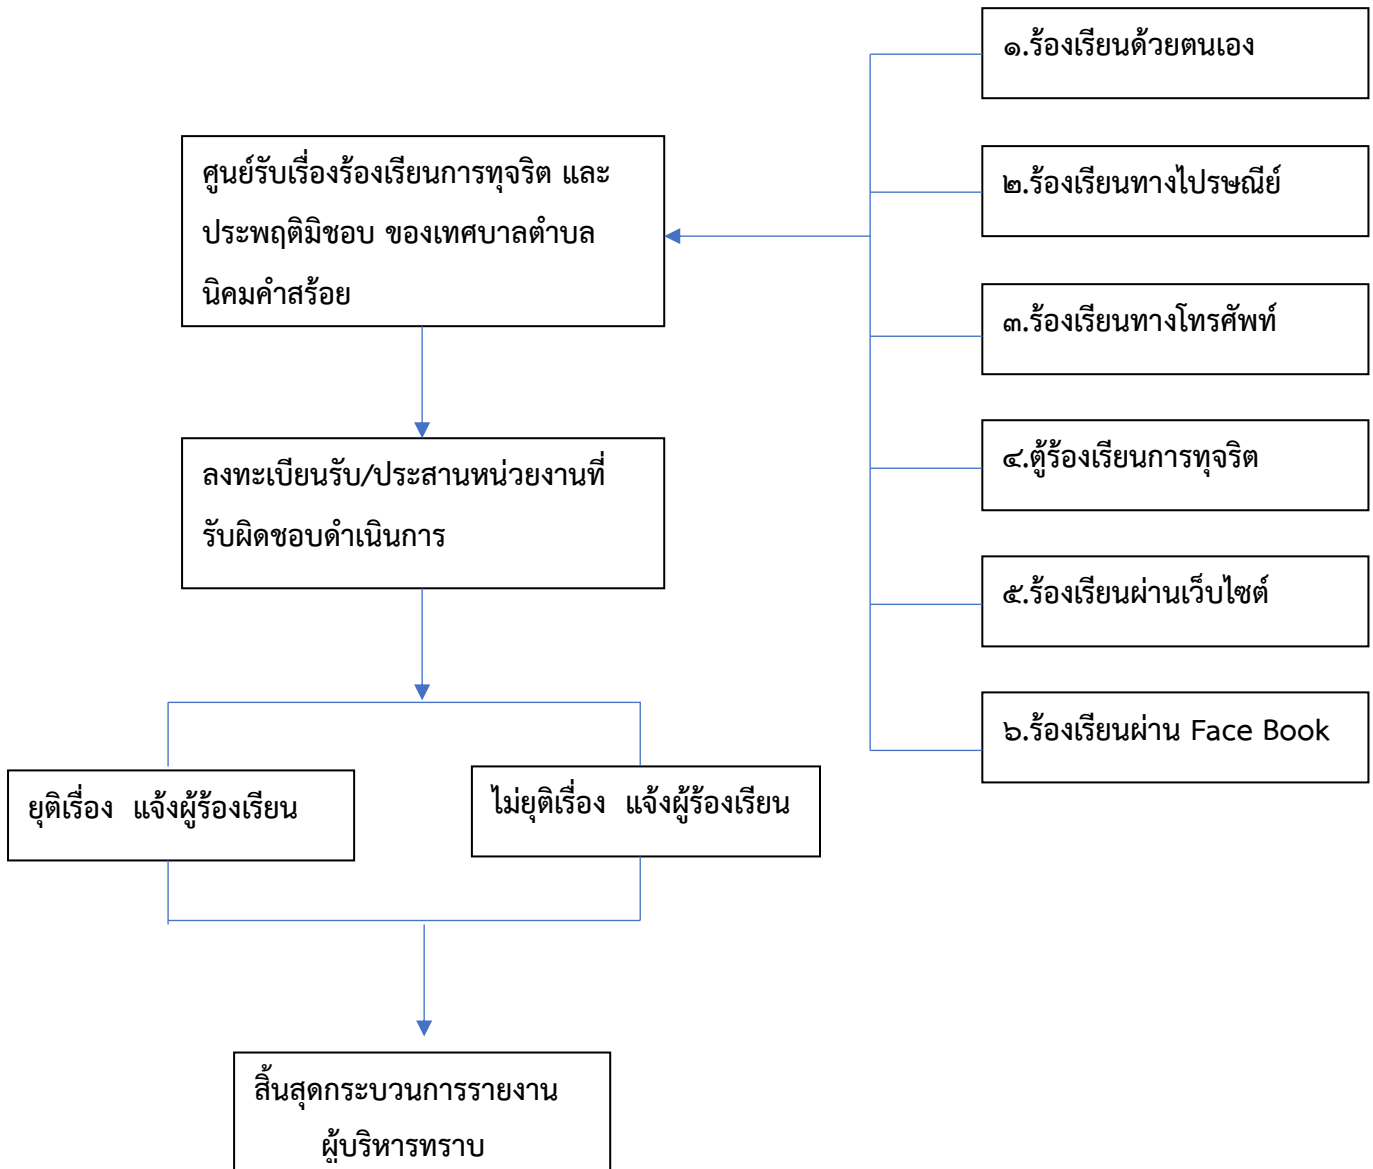 ๑.ร้องเรียนด้วยตนเอง
๒.ร้องเรียนทางไปรษณีย์
๓.ร้องเรียนทางโทรศัพท์
๔.ตู้ร้องเรียนการทุจริต
๕.ร้องเรียนผ่านเว็บไซต์
๖.ร้องเรียนผ่าน Face Book
ศูนย์รับเรื่องร้องเรียนการทุจริต และ
ประพฤติมิชอบ ของเทศบาลตำบล
นิคมคำสร้อย
ลงทะเบียนรับ/ประสานหน่วยงานที่
รับผิดชอบดำเนินการ
ยุติเรื่อง แจ้งผู้ร้องเรียน
ไม่ยุติเรื่อง แจ้งผู้ร้องเรียน
สิ้นสุดกระบวนการรายงาน
ผู้บริหารทราบ